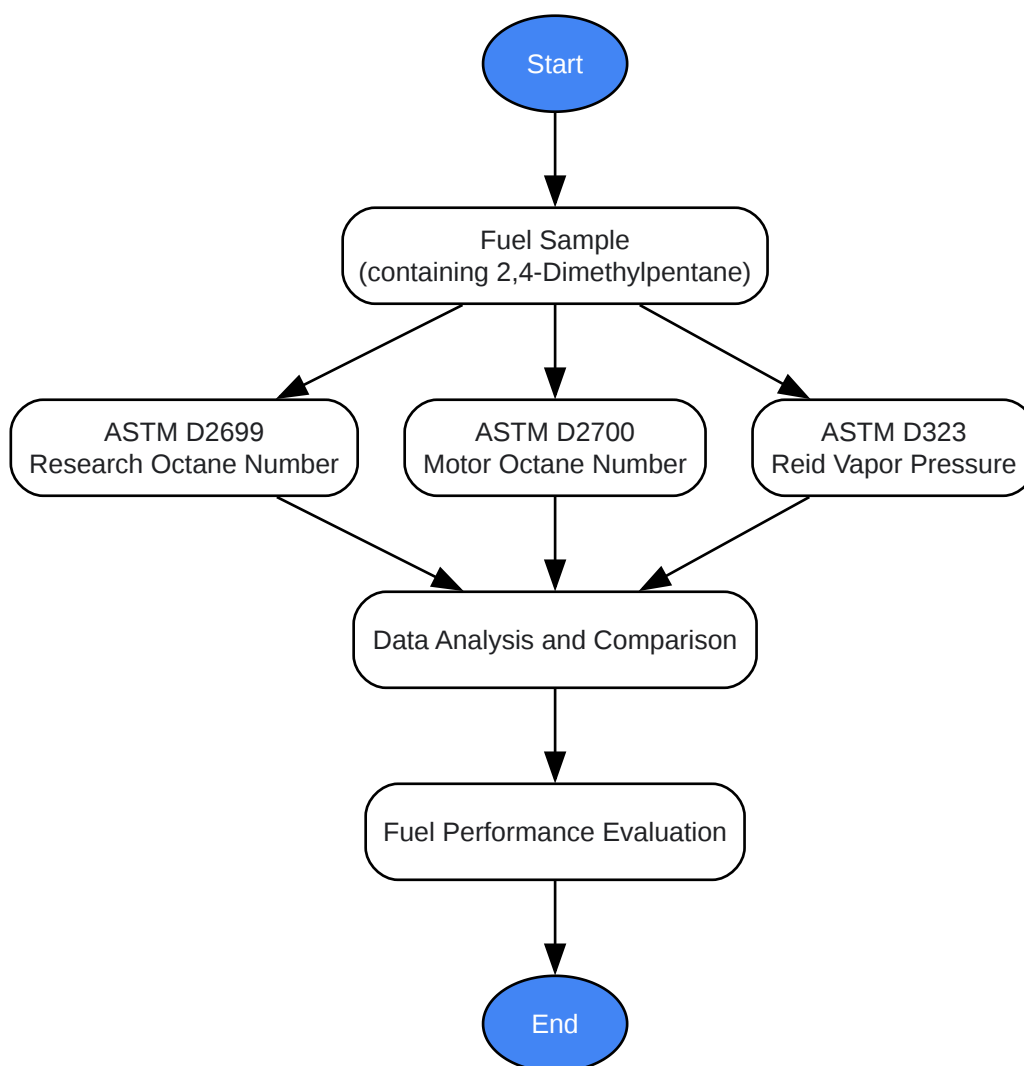 Start
Fuel Sample
(containing 2,4-Dimethylpentane)
ASTM D2699
Research Octane Number
ASTM D2700
Motor Octane Number
ASTM D323
Reid Vapor Pressure
Data Analysis and Comparison
Fuel Performance Evaluation
End